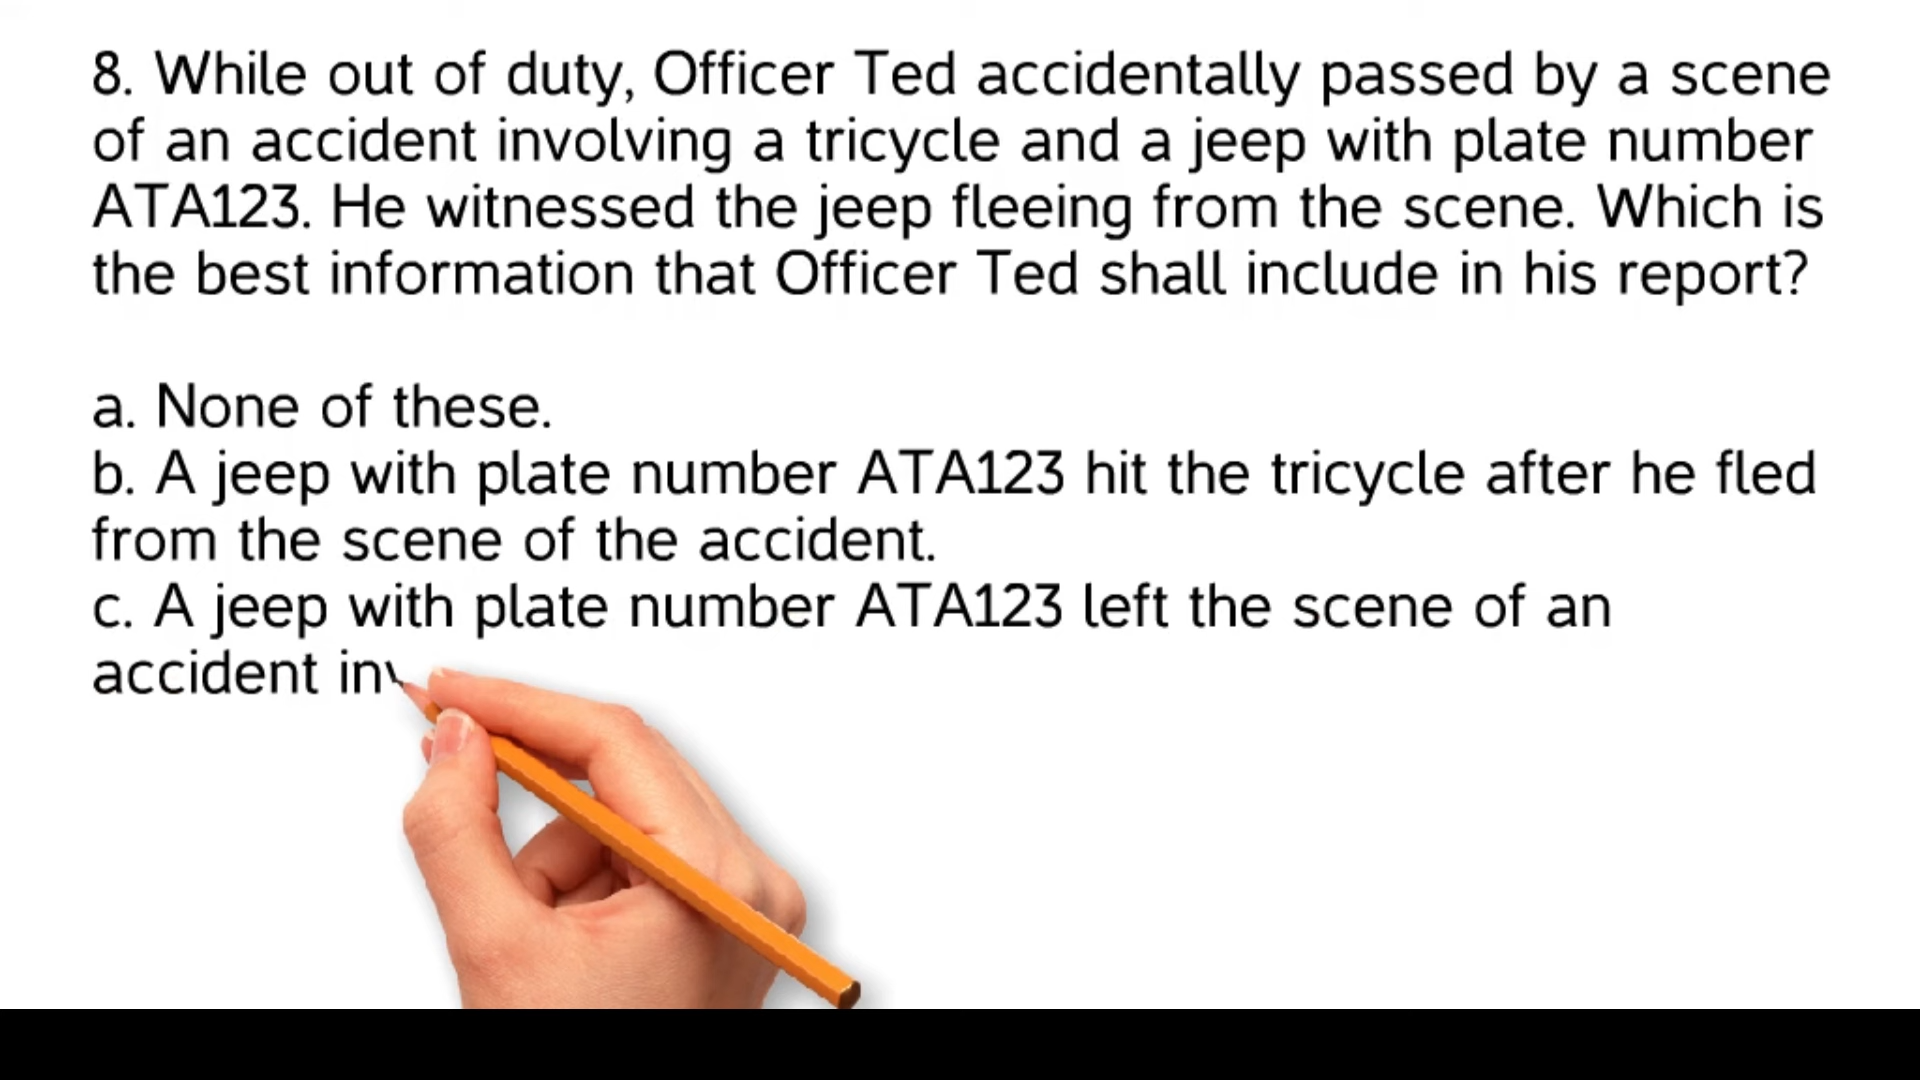 8. While out of duty, Officer Ted accidentally passed by a scene
of an accident involving a tricycle and a jeep with plate number
ATA123. He witnessed the jeep fleeing from the scene. Which is
the best information that Officer Ted shall include in his report?
a. None of these.
b. A jeep with plate number ATA123 hit the tricycle after he fled
from the scene of the accident.
c. A jeep with plate number ATA123 left the scene of an
accident in